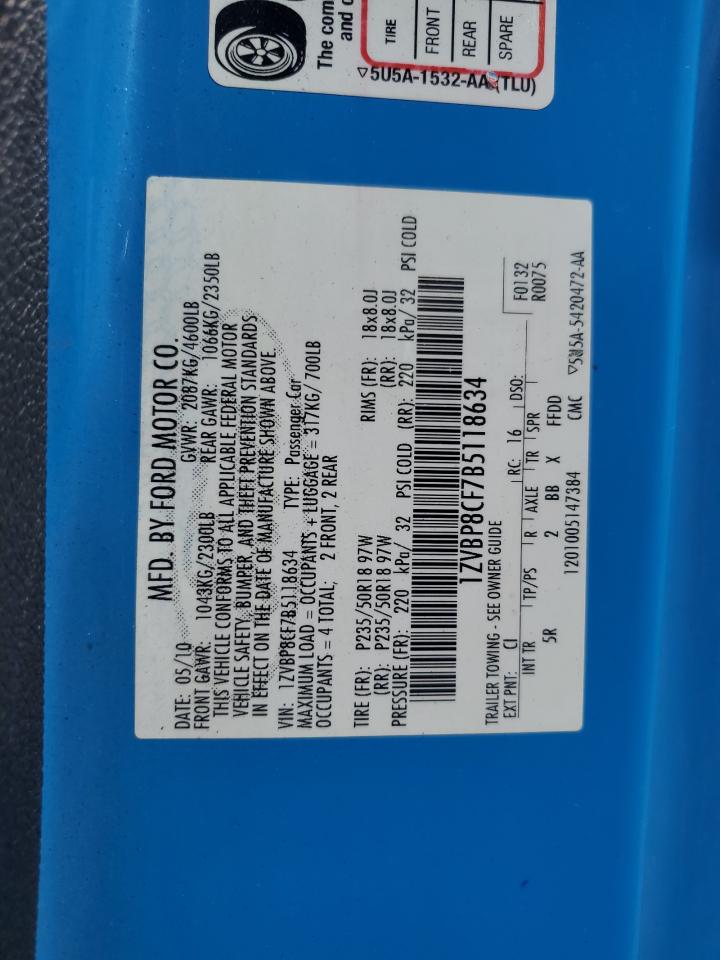 The com
and c
TIRE
FRONT
REAR
SPARE
▽5U5A-1532-AA (TLU)
MFD. BY FORD MOTOR CO.
DATE: 05/10 GVWR: 2087KG/4600LB
FRONT GAWR: 1043KG/2300LB REAR GAWR: 1066KG/2350LB
THIS VEHICLE CONFORMS TO ALL APPLICABLE FEDERAL MOTOR
VEHICLE SAFETY, BUMPER, AND THEFT PREVENTION STANDARDS
IN EFFECT ON THE DATE OF MANUFACTURE SHOWN ABOVE.
VIN: 1ZVBP8CF7B5118634 TYPE: Passenger Car
MAXIMUM LOAD = OCCUPANTS + LUGGAGE = 317KG/ 700LB
OCCUPANTS = 4 TOTAL; 2 FRONT, 2 REAR
TIRE (FR): P235/50R18 97W RIMS (FR): 18x8.0J
(RR): P235/50R18 97W (RR): 18x8.0J
PRESSURE (FR): 220 kPa/ 32 PSI COLD (RR): 220 kPa/ 32 PSI COLD
1ZVBP8CF7B5118634
TRAILER TOWING - SEE OWNER GUIDE F0132
EXT PNT: CI RC: 16 DSO: R0075
INT TR TP/PS R AXLE TR SPR
5R 2 BB X FFDD
1201005147384 CMC ▽5U5A-5420472-AA